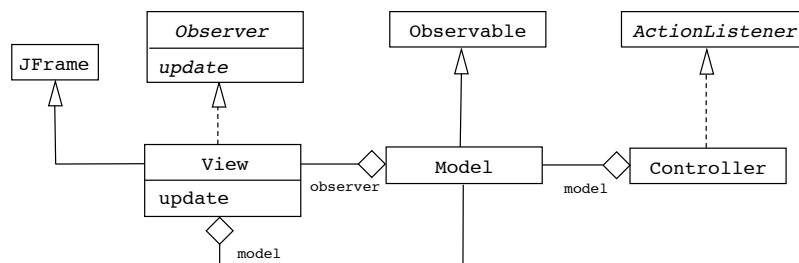 Observer
update
Observable
ActionListener
JFrame
View
update
observer
Model
model
Controller
model